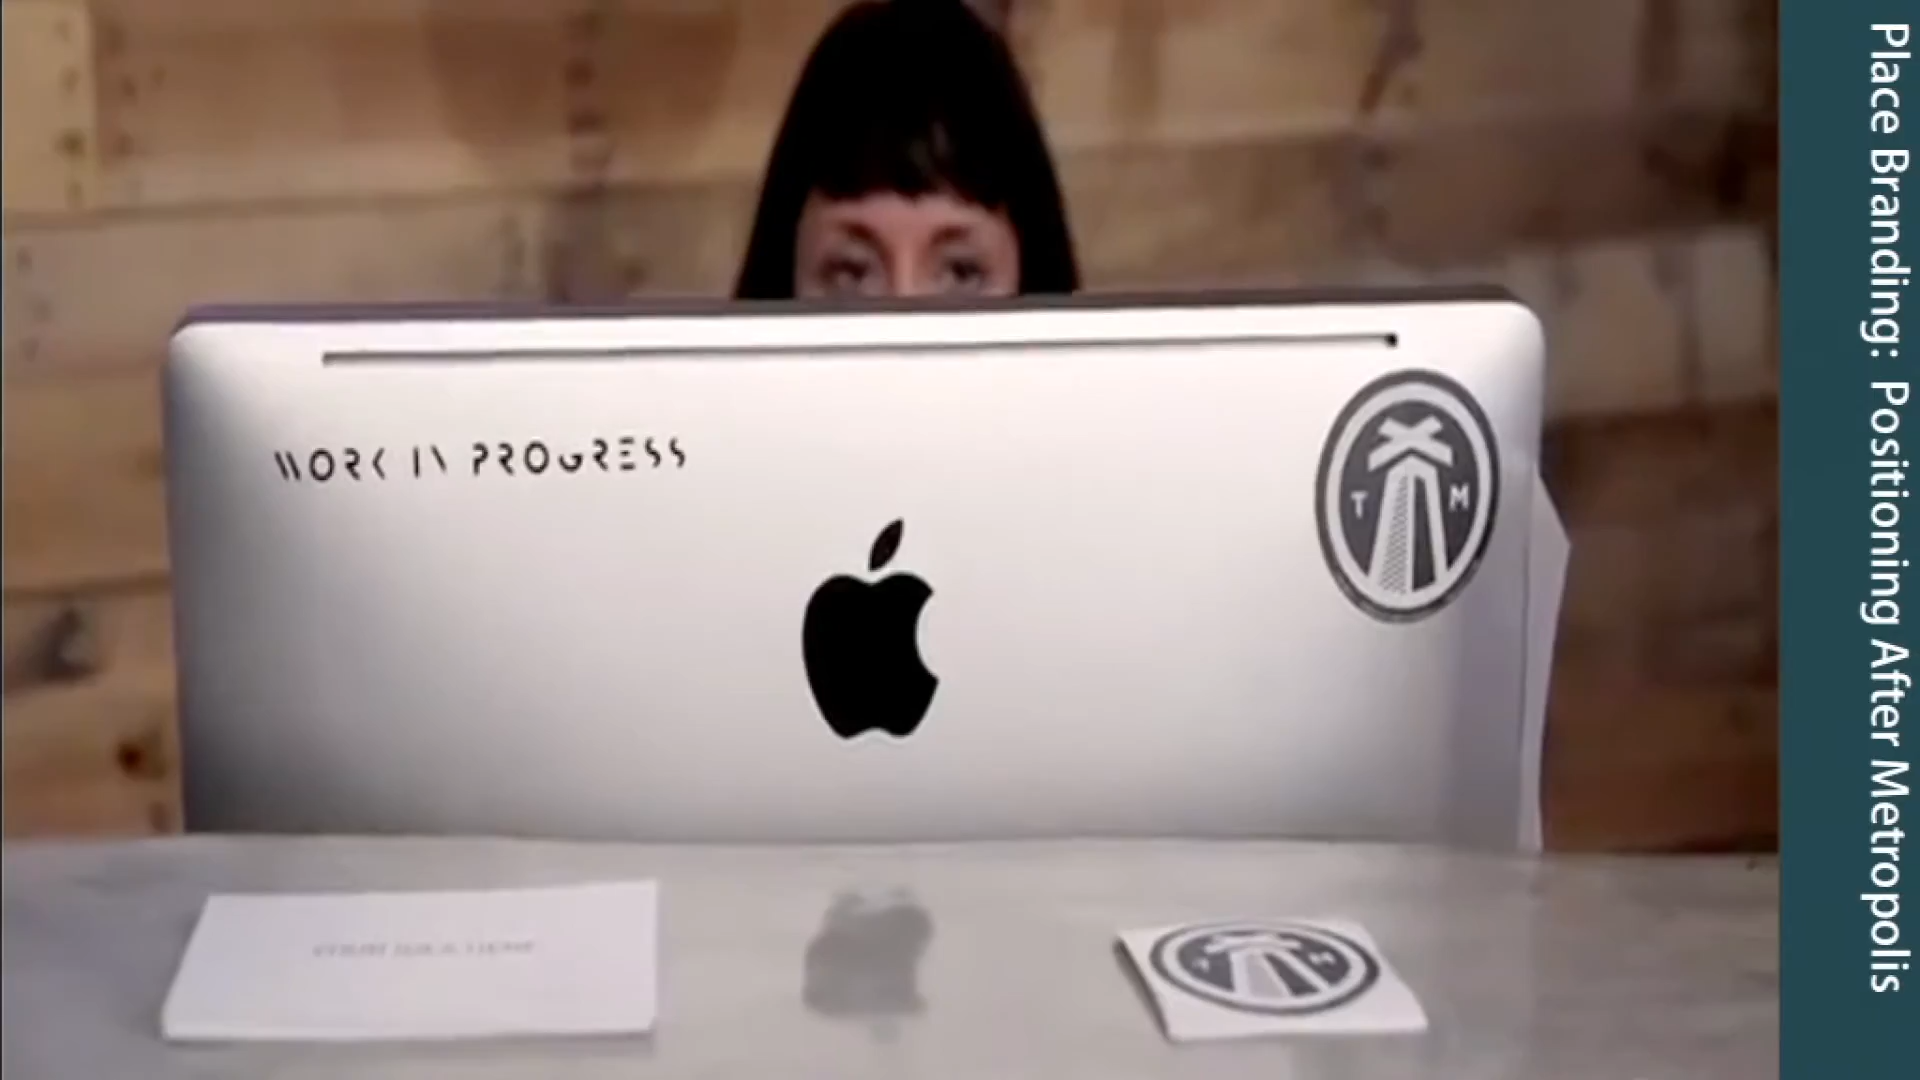 WORK IN PROGRESS
T M
Place Branding: Positioning After Metropolis